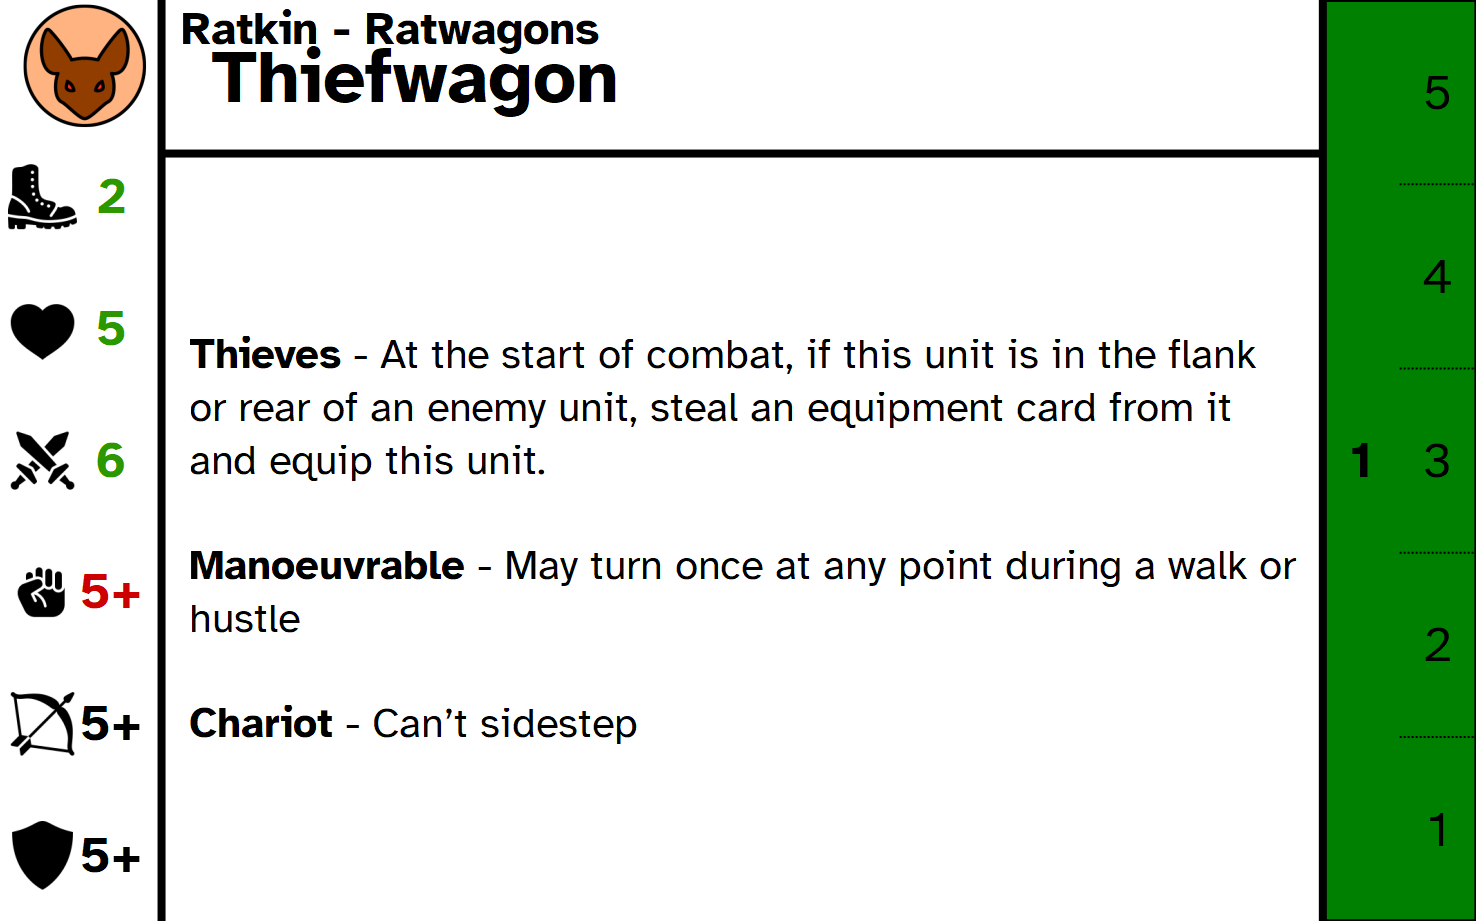 Ratkin - Ratwagons
Thiefwagon
2
5
6
5+
5+
5+
Thieves - At the start of combat, if this unit is in the flank
or rear of an enemy unit, steal an equipment card from it
and equip this unit.
Manoeuvrable - May turn once at any point during a walk or
hustle
Chariot - Can’t sidestep
5
4
1 3
2
1